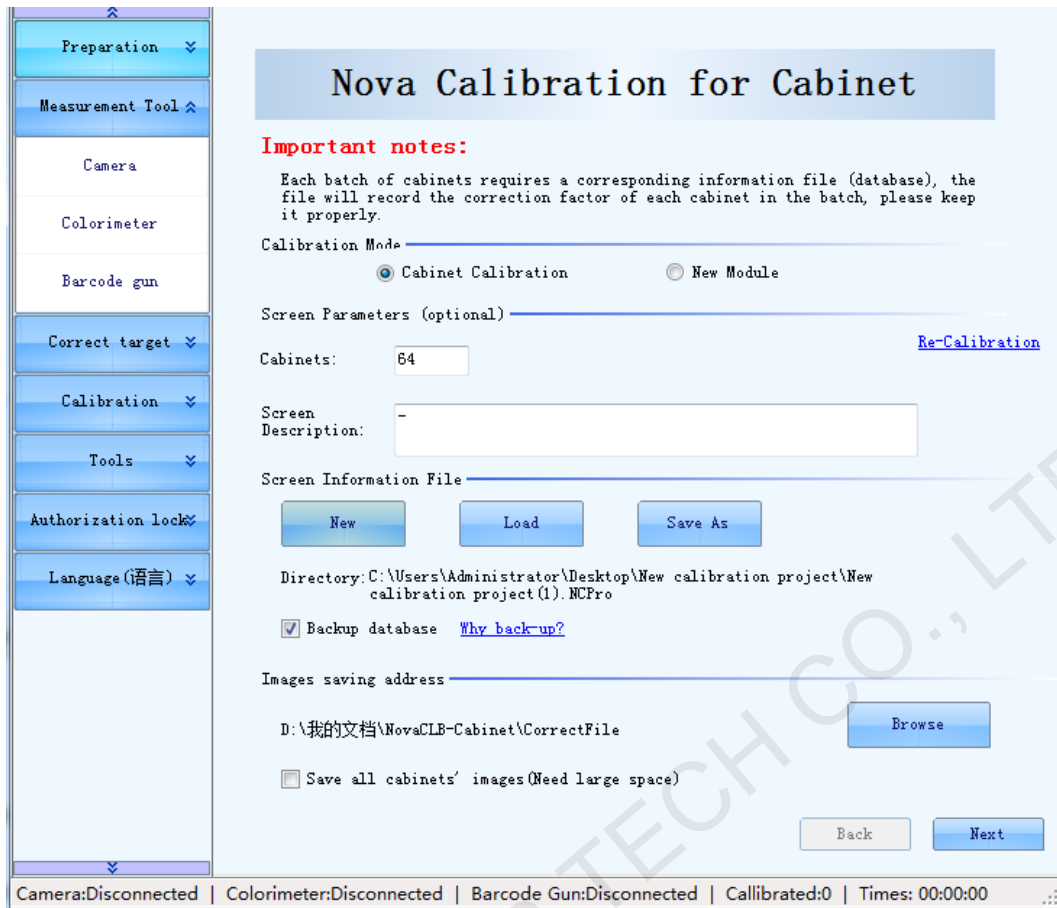 Preparation
Measurement Tool
Camera
Colorimeter
Barcode gun
Correct target
Calibration
Tools
Authorization lock
Language(语言)
Nova Calibration for Cabinet
Important notes:
Each batch of cabinets requires a corresponding information file (database), the
file will record the correction factor of each cabinet in the batch, please keep
it properly.
Calibration Mode
Cabinet Calibration New Module
Screen Parameters (optional)
Re-Calibration
Cabinets: 64
Screen
Description:
-
Screen Information File
New Load Save As
Directory: C:\Users\Administrator\Desktop\New calibration project\New
calibration project(1).NCPro
Backup database Why back-up?
Images saving address
D:\我的文档\NovaCLB-Cabinet\CorrectFile
Browse
Save all cabinets' images(Need large space)
Back Next
Camera:Disconnected | Colorimeter:Disconnected | Barcode Gun:Disconnected | Callibrated:0 | Times: 00:00:00
TECH CO., LT